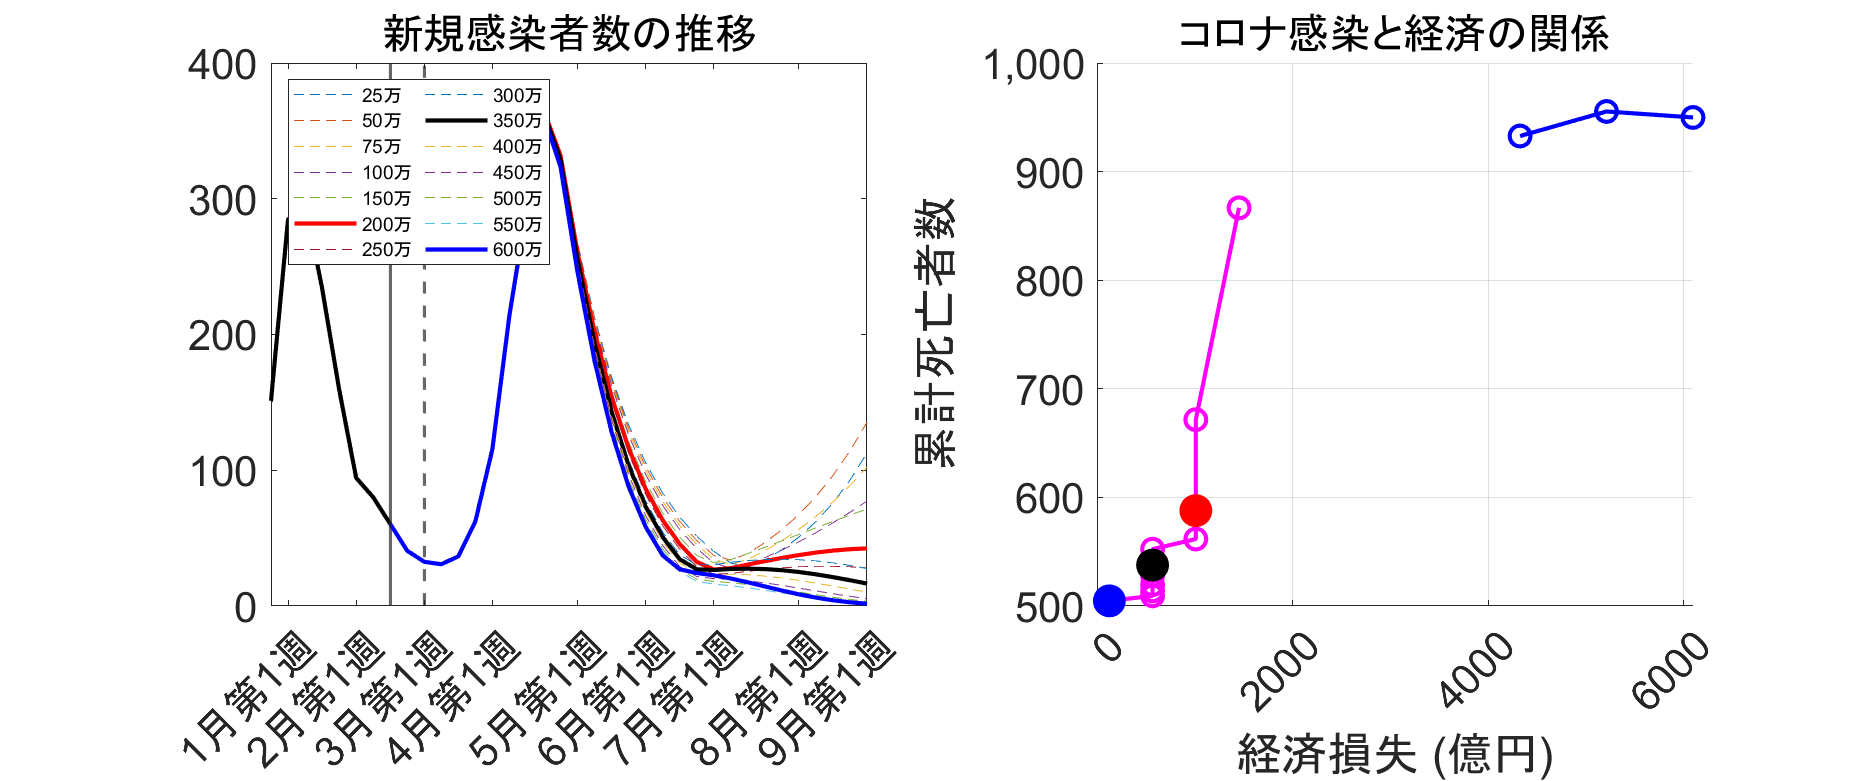 新規感染者数の推移
400
300
200
100
0
25万
50万
75万
100万
150万
200万
250万
300万
350万
400万
450万
500万
550万
600万
1月第1週
2月第1週
3月第1週
4月第1週
5月第1週
6月第1週
7月第1週
8月第1週
9月第1週
コロナ感染と経済の関係
累計死亡者数
1,000
900
800
700
600
500
0
2000
4000
6000
経済損失 (億円)